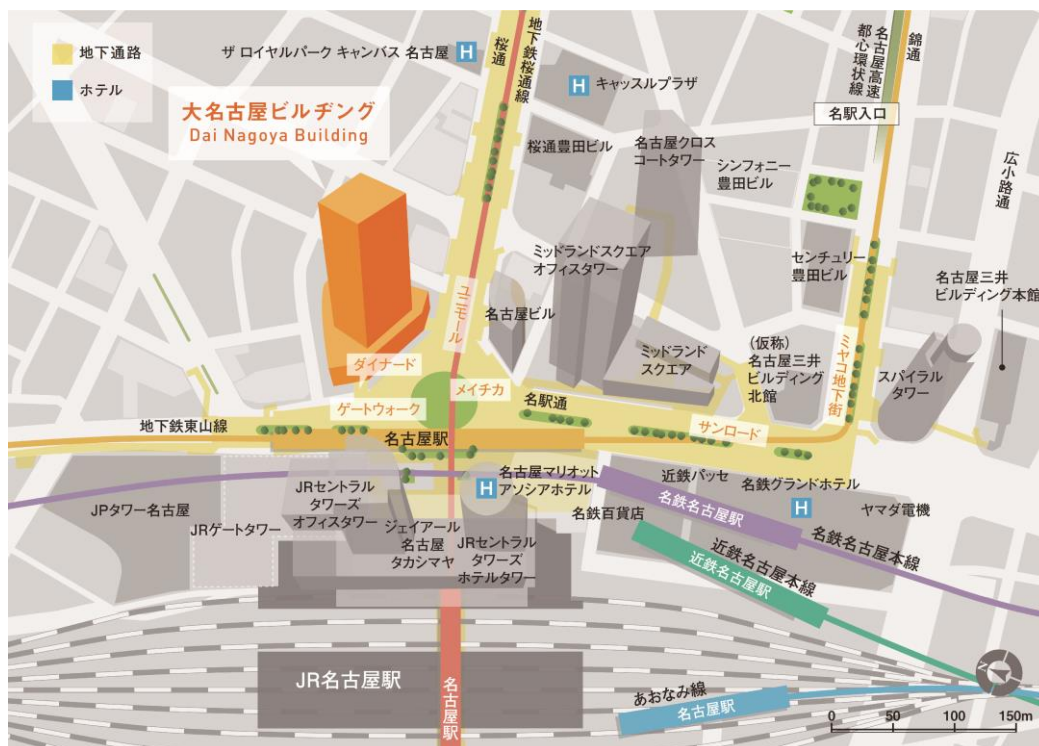 地下通路
ホテル
大名古屋ビルヂング
Dai Nagoya Building
ザ ロイヤルパーク キャンバス 名古屋
H
桜通
地下鉄桜通線
H
キャッスルプラザ
名古屋高速
都心環状線
錦通
名駅入口
広小路通
桜通豊田ビル
名古屋クロス
コートタワー
シンフォニー
豊田ビル
ミッドランドスクエア
オフィスタワー
センチュリー
豊田ビル
名古屋三井
ビルディング本館
ユニモール
名古屋ビル
ミッドランド
スクエア
(仮称)
名古屋三井
ビルディング
北館
ミヤコ地下街
スパイラル
タワー
ダイナード
メイチカ
ゲートウォーク
名駅通
サンロード
地下鉄東山線
名古屋駅
JPタワー名古屋
JRゲートタワー
JRセントラル
タワーズ
オフィスタワー
ジェイアール
名古屋
タカシマヤ
H
名古屋マリオット
アソシアホテル
JRセントラル
タワーズ
ホテルタワー
名鉄百貨店
近鉄パッセ
名鉄グランドホテル
H
ヤマダ電機
名鉄名古屋駅
名鉄名古屋本線
近鉄名古屋本線
近鉄名古屋駅
JR名古屋駅
名古屋駅
あおなみ線
名古屋駅
N
0 50 100 150m